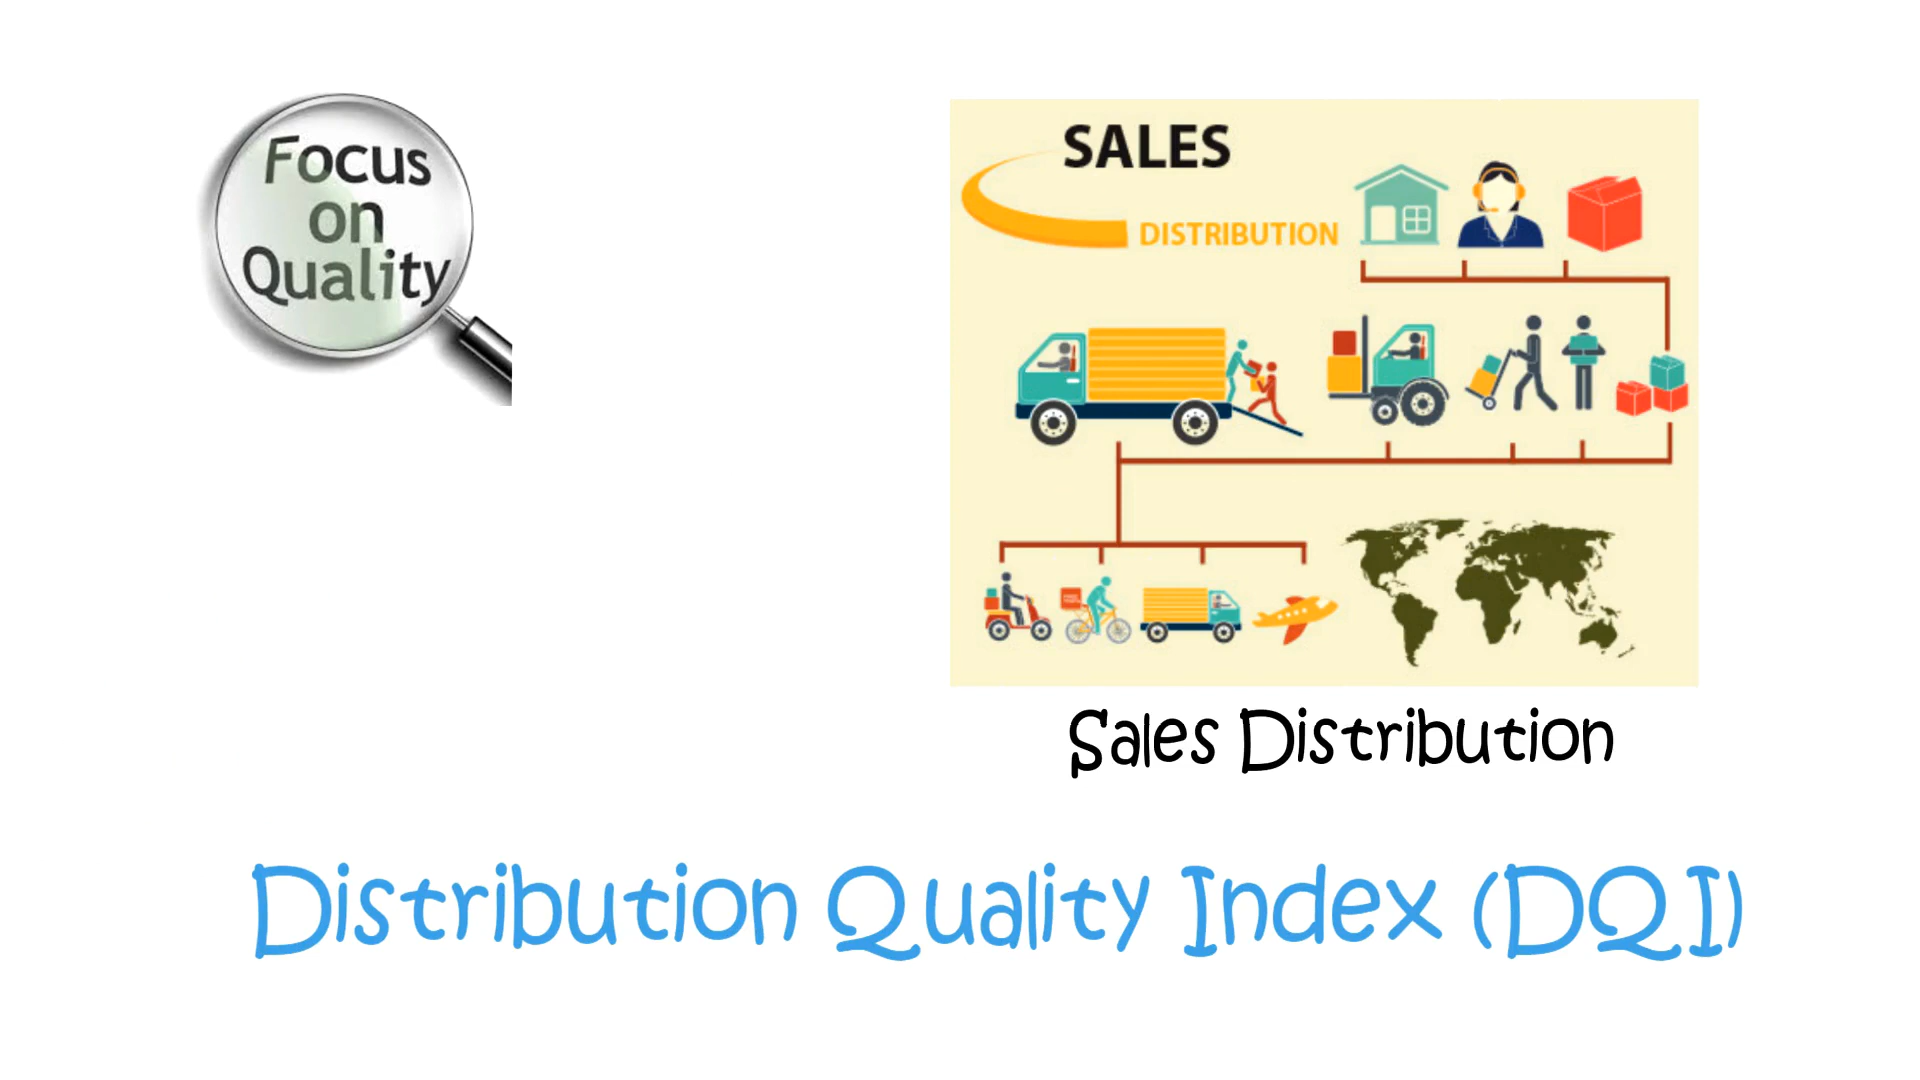 Focus
on
Quality
SALES
DISTRIBUTION
Sales Distribution
Distribution Quality Index (DQI)